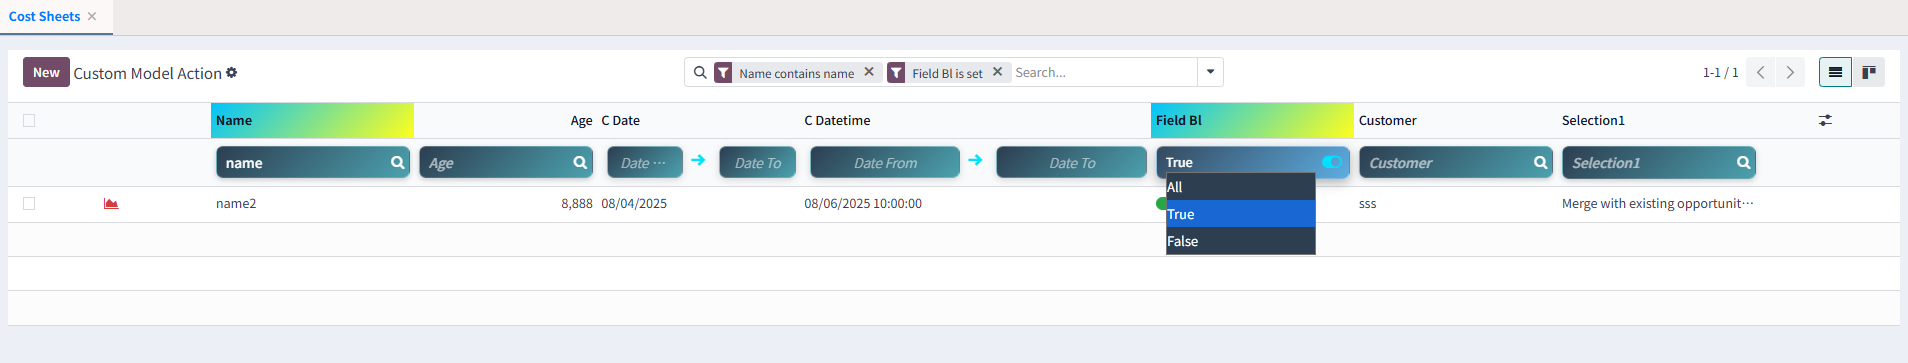 Cost Sheets
New Custom Model Action
Name contains name Field Bl is set Search...
1-1 / 1
Name Age C Date C Datetime Field Bl Customer Selection1
name Age Date ··· Date To Date From Date To True Customer Selection1
All
name2 8,888 08/04/2025 08/06/2025 10:00:00 sss Merge with existing opportunit···
True
False